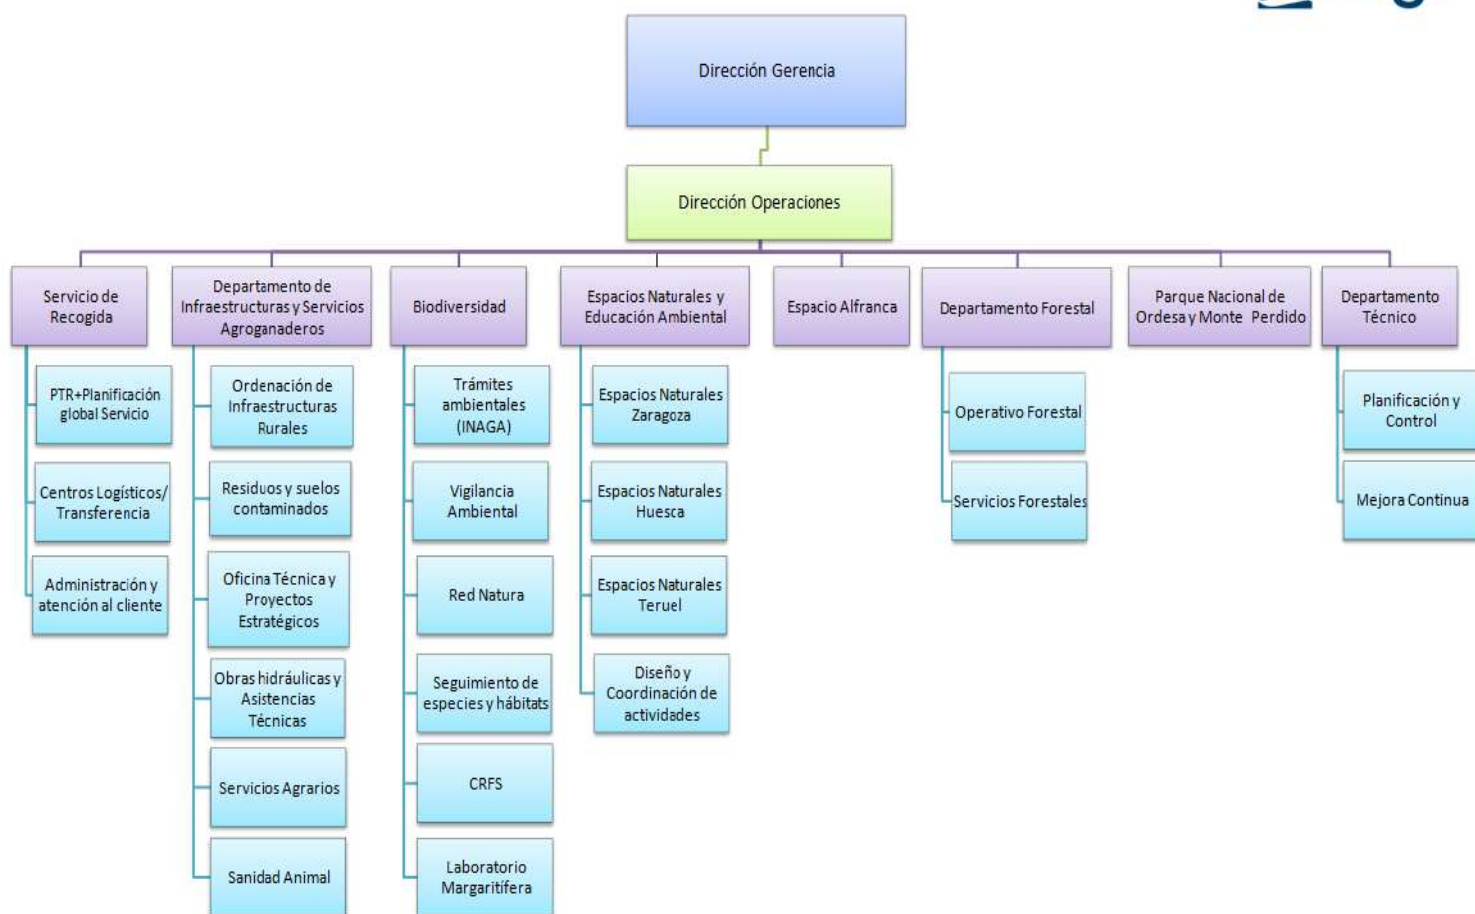 Dirección Gerencia
Dirección Operaciones
Servicio de
Recogida
Departamento de
Infraestructuras y Servicios
Agroganaderos
Biodiversidad
Espacios Naturales y
Educación Ambiental
Espacio Alfranca
Departamento Forestal
Parque Nacional de
Ordesa y Monte Perdido
Departamento
Técnico
PTR+Planificación
global Servicio
Centros Logísticos/
Transferencia
Administración y
atención al cliente
Ordenación de
Infraestructuras
Rurales
Residuos y suelos
contaminados
Oficina Técnica y
Proyectos
Estratégicos
Obras hidráulicas y
Asistencias
Técnicas
Servicios Agrarios
Sanidad Animal
Trámites
ambientales
(INAGA)
Vigilancia
Ambiental
Red Natura
Seguimiento de
especies y hábitats
CRFS
Laboratorio
Margaritífera
Espacios Naturales
Zaragoza
Espacios Naturales
Huesca
Espacios Naturales
Teruel
Diseño y
Coordinación de
actividades
Operativo Forestal
Servicios Forestales
Planificación y
Control
Mejora Continua